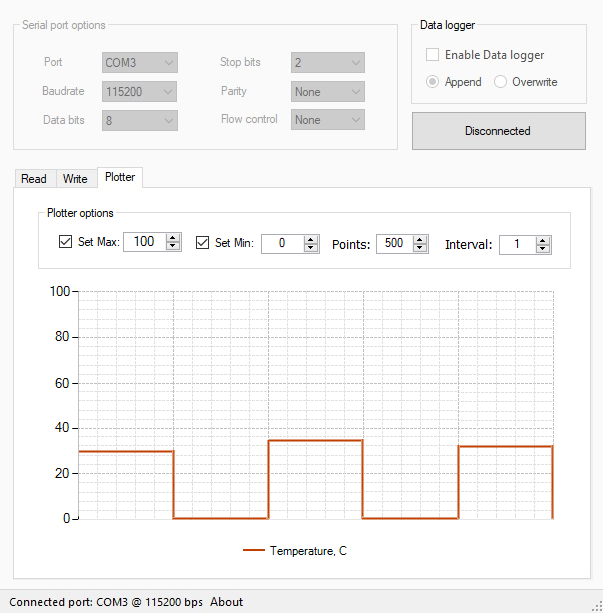 Serial port options
Port COM3 Stop bits 2
Baudrate 115200 Parity None
Data bits 8 Flow control None
Data logger
Enable Data logger
Append Overwrite
Disconnected
Read Write Plotter
Plotter options
Set Max: 100 Set Min: 0 Points: 500 Interval: 1
100
80
60
40
20
0
Temperature, C
Connected port: COM3 @ 115200 bps About